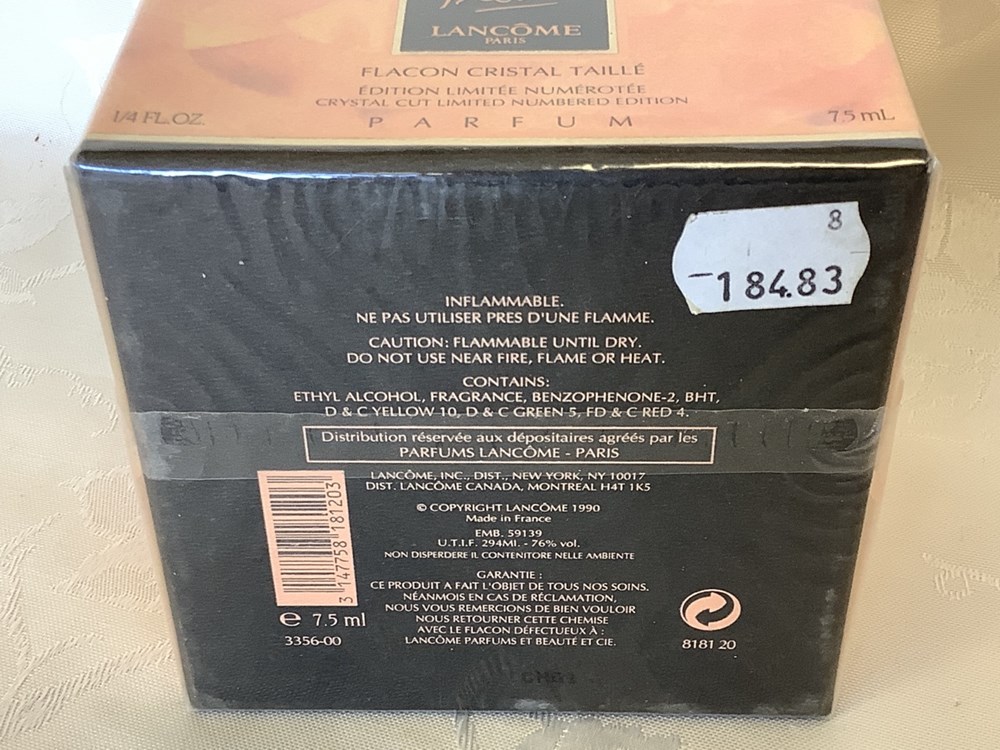 LANCÔME
PARIS
FLACON CRISTAL TAILLÉ
ÉDITION LIMITÉE NUMÉROTÉE
CRYSTAL CUT LIMITED NUMBERED EDITION
1/4 FL.OZ. PARFUM 7.5 mL
8
184.83
INFLAMMABLE.
NE PAS UTILISER PRES D'UNE FLAMME.
CAUTION: FLAMMABLE UNTIL DRY.
DO NOT USE NEAR FIRE, FLAME OR HEAT.
CONTAINS:
ETHYL ALCOHOL, FRAGRANCE, BENZOPHENONE-2, BHT,
D & C YELLOW 10, D & C GREEN 5, FD & C RED 4.
Distribution réservée aux dépositaires agréés par les
PARFUMS LANCÔME - PARIS
LANCÔME, INC., DIST., NEW YORK, NY 10017
DIST. LANCÔME CANADA, MONTREAL H4T 1K5
© COPYRIGHT LANCÔME 1990
Made in France
EMB. 59139
U.T.I.F. 294MI. - 76% vol.
NON DISPERDERE IL CONTENITORE NELLE AMBIENTE
GARANTIE :
CE PRODUIT A FAIT L'OBJET DE TOUS NOS SOINS.
NÉANMOINS EN CAS DE RÉCLAMATION,
NOUS VOUS REMERCIONS DE BIEN VOULOIR
NOUS RETOURNER CETTE CHEMISE
AVEC LE FLACON DÉFECTUEUX À :
LANCÔME PARFUMS ET BEAUTÉ ET CIE.
3 147758 181203
e 7.5 ml
3356-00
8181 20